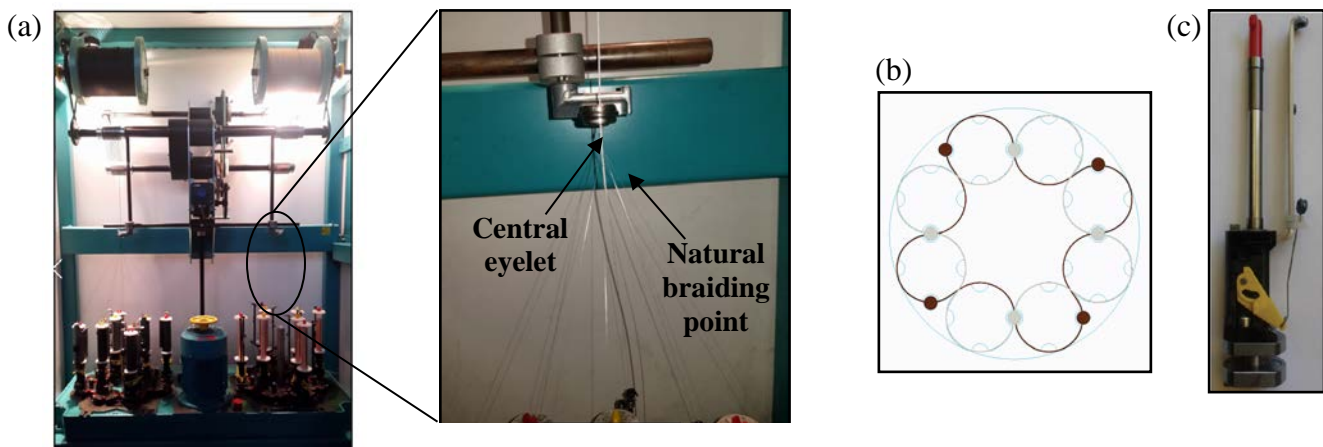 (a)
Central
eyelet
Natural
braiding
point
(b)
(c)